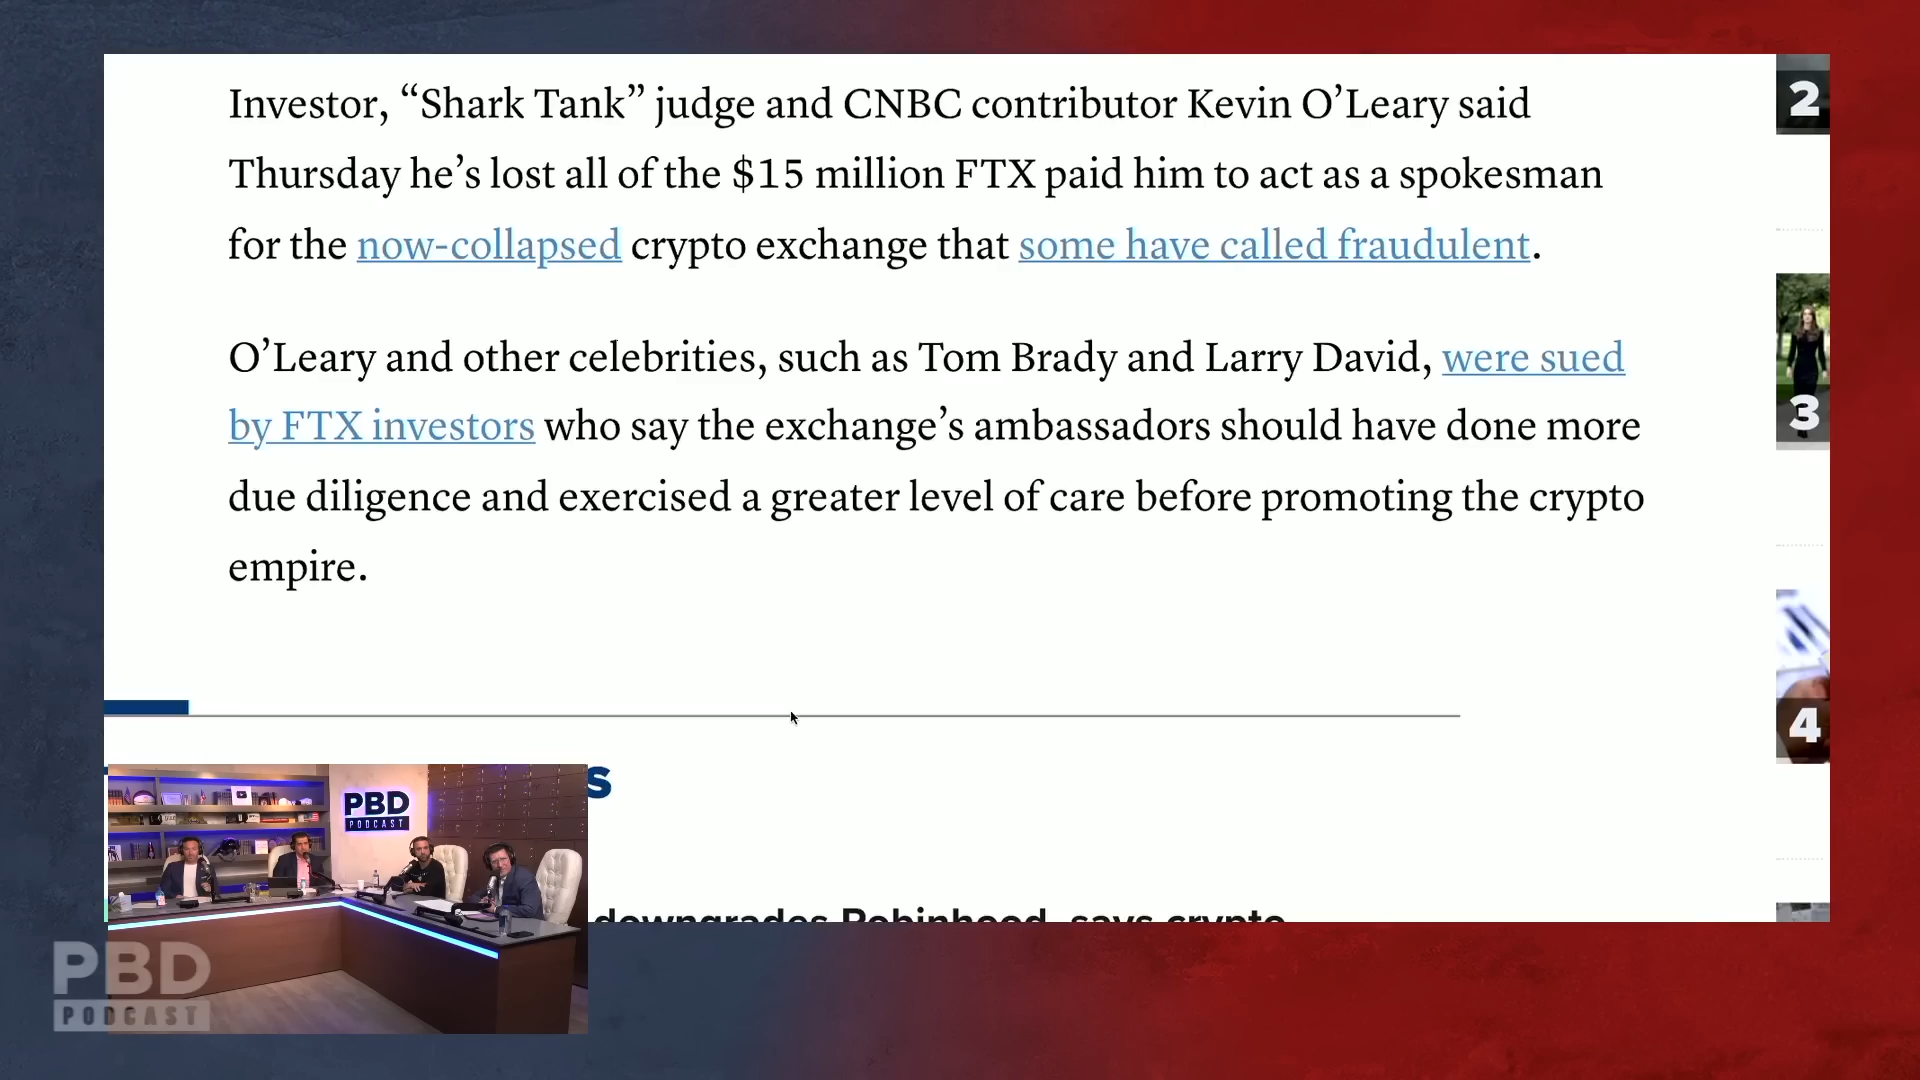 Investor, “Shark Tank” judge and CNBC contributor Kevin O’Leary said
Thursday he’s lost all of the $15 million FTX paid him to act as a spokesman
for the now-collapsed crypto exchange that some have called fraudulent.
O’Leary and other celebrities, such as Tom Brady and Larry David, were sued
by FTX investors who say the exchange’s ambassadors should have done more
due diligence and exercised a greater level of care before promoting the crypto
empire.
2
3
4
s
downgrades Robinhood, says crypto
PBD
PODCAST
PBD
PODCAST